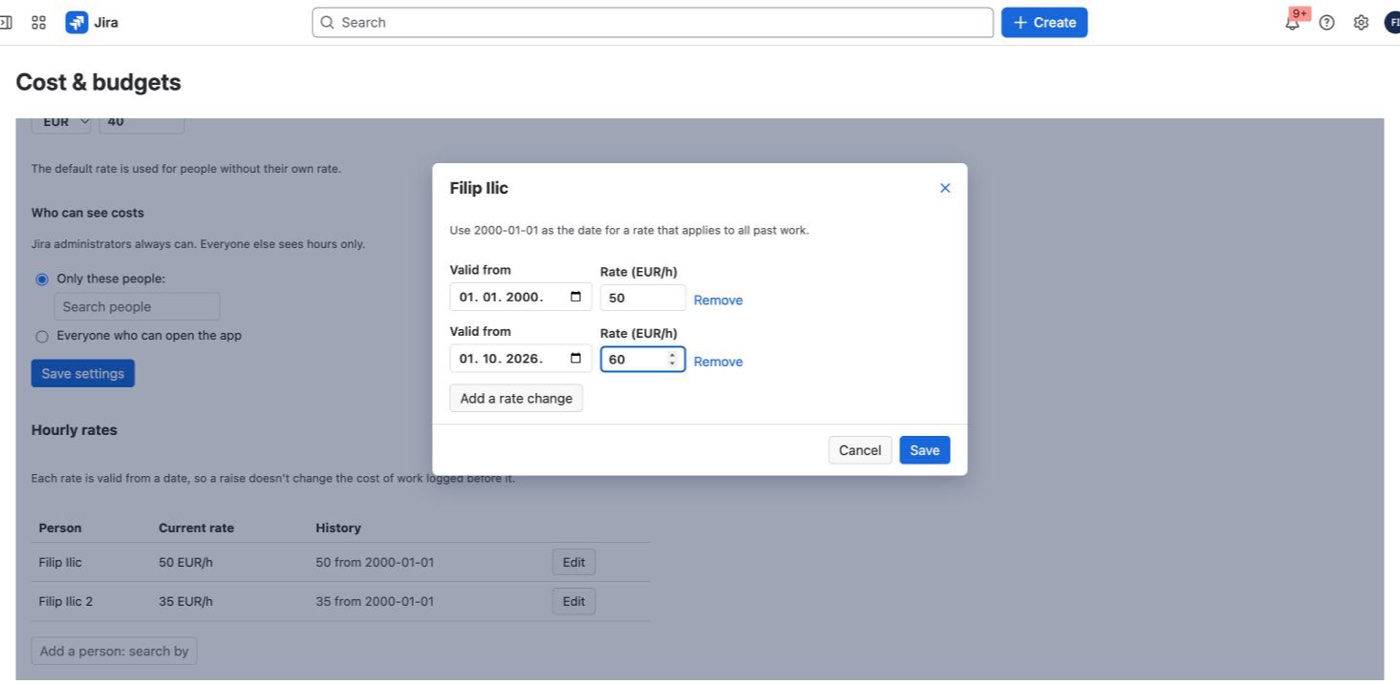 Jira
Search
+ Create
9+
FI
Cost & budgets
EUR 40
The default rate is used for people without their own rate.
Who can see costs
Jira administrators always can. Everyone else sees hours only.
Only these people:
Search people
Everyone who can open the app
Save settings
Hourly rates
Each rate is valid from a date, so a raise doesn't change the cost of work logged before it.
Person Current rate History
Filip Ilic 50 EUR/h 50 from 2000-01-01 Edit
Filip Ilic 2 35 EUR/h 35 from 2000-01-01 Edit
Add a person: search by
Filip Ilic
Use 2000-01-01 as the date for a rate that applies to all past work.
Valid from Rate (EUR/h)
01. 01. 2000. 50 Remove
Valid from Rate (EUR/h)
01. 10. 2026. 60 Remove
Add a rate change
Cancel Save